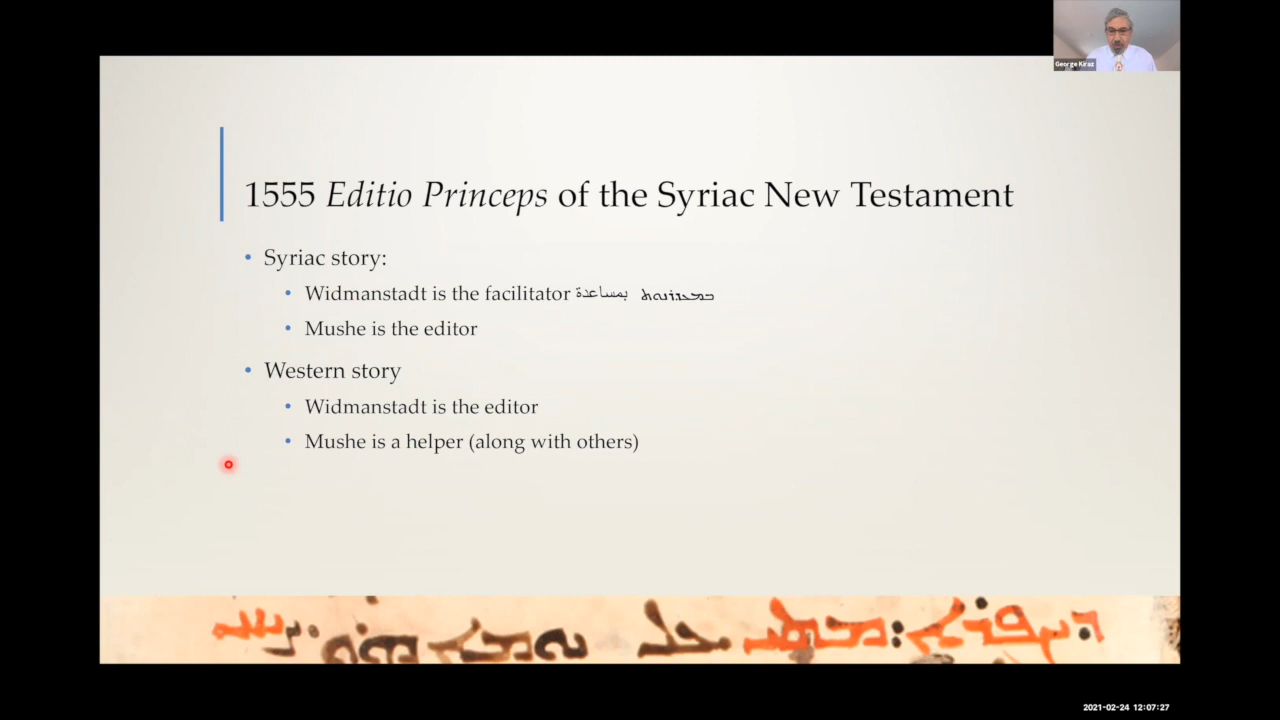 George Kiraz
1555 Editio Princeps of the Syriac New Testament
• Syriac story:
• Widmanstadt is the facilitator بمساعدة ܒܡܥܕܪܢܘܬ
• Mushe is the editor
• Western story
• Widmanstadt is the editor
• Mushe is a helper (along with others)
2021-02-24 12:07:27